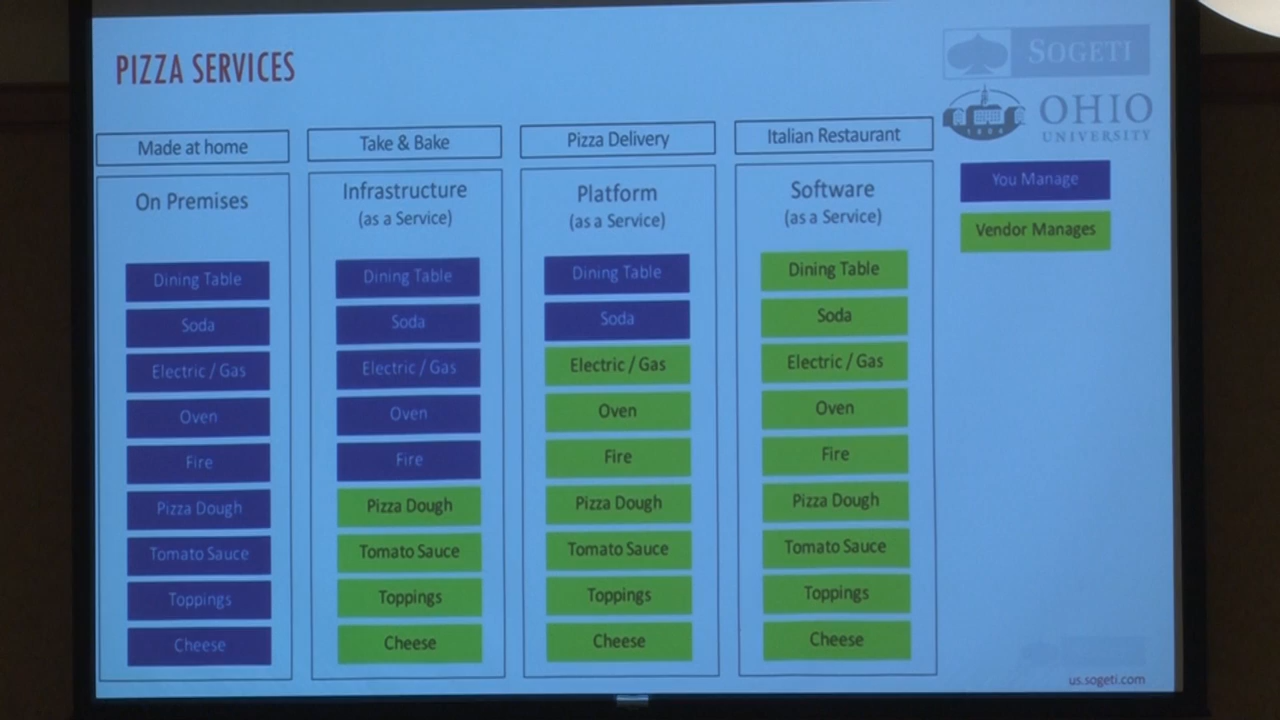 PIZZA SERVICES
SOGETI
OHIO
UNIVERSITY
1804
Made at home
On Premises
Dining Table
Soda
Electric / Gas
Oven
Fire
Pizza Dough
Tomato Sauce
Toppings
Cheese
Take & Bake
Infrastructure
(as a Service)
Dining Table
Soda
Electric / Gas
Oven
Fire
Pizza Dough
Tomato Sauce
Toppings
Cheese
Pizza Delivery
Platform
(as a Service)
Dining Table
Soda
Electric / Gas
Oven
Fire
Pizza Dough
Tomato Sauce
Toppings
Cheese
Italian Restaurant
Software
(as a Service)
Dining Table
Soda
Electric / Gas
Oven
Fire
Pizza Dough
Tomato Sauce
Toppings
Cheese
You Manage
Vendor Manages
us.sogeti.com